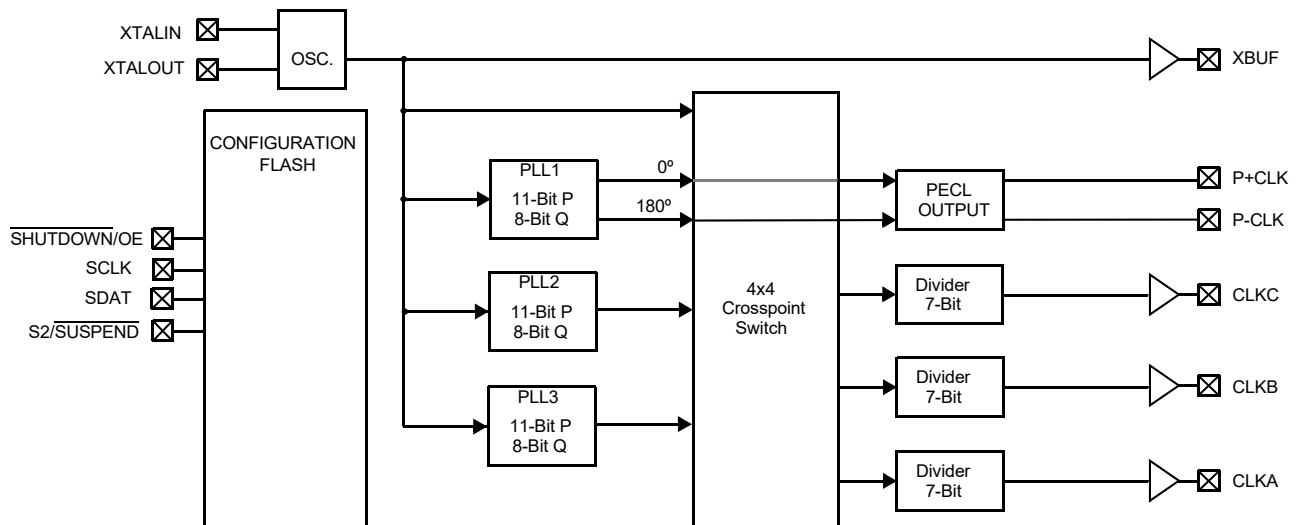 XTALIN
XTALOUT
OSC.
XBUF
CONFIGURATION
FLASH
SHUTDOWN/OE
SCLK
SDAT
S2/SUSPEND
PLL1
11-Bit P
8-Bit Q
0º
180º
PLL2
11-Bit P
8-Bit Q
PLL3
11-Bit P
8-Bit Q
4x4
Crosspoint
Switch
PECL
OUTPUT
P+CLK
P-CLK
Divider
7-Bit
CLKC
Divider
7-Bit
CLKB
Divider
7-Bit
CLKA